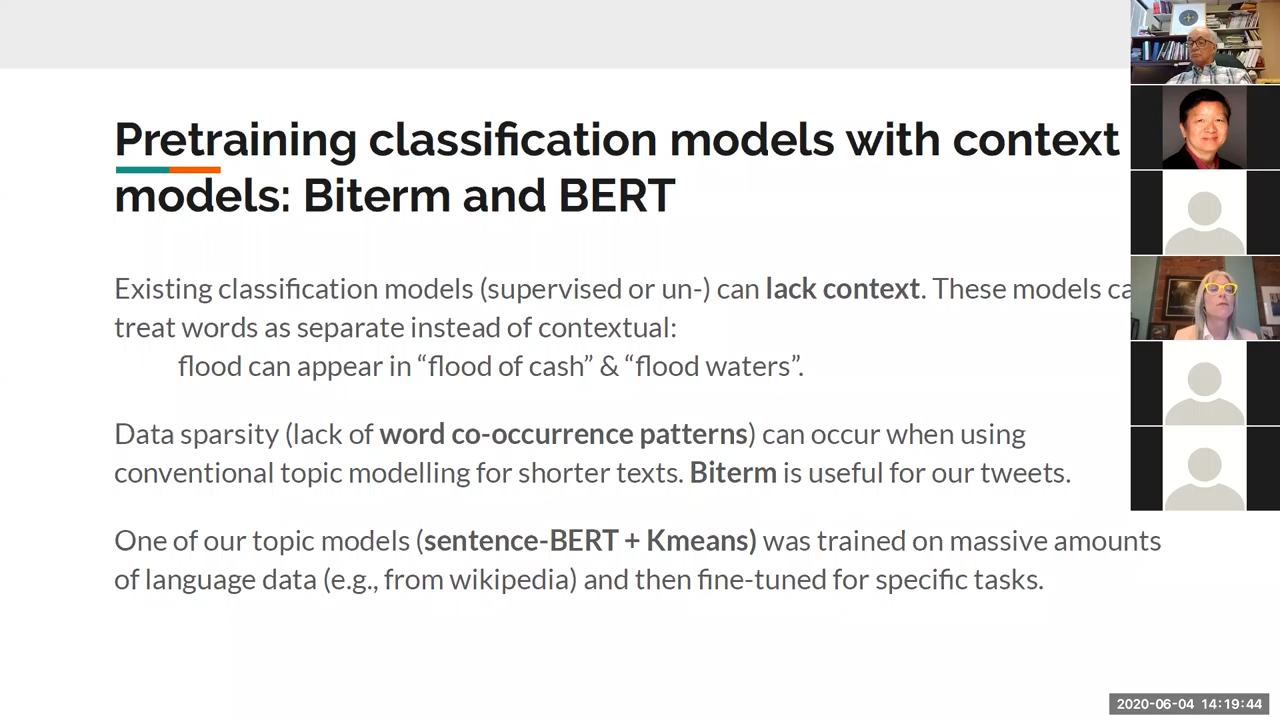 Pretraining classification models with context
models: Biterm and BERT
Existing classification models (supervised or un-) can lack context. These models ca
treat words as separate instead of contextual:
flood can appear in “flood of cash” & “flood waters”.
Data sparsity (lack of word co-occurrence patterns) can occur when using
conventional topic modelling for shorter texts. Biterm is useful for our tweets.
One of our topic models (sentence-BERT + Kmeans) was trained on massive amounts
of language data (e.g., from wikipedia) and then fine-tuned for specific tasks.
2020-06-04 14:19:44